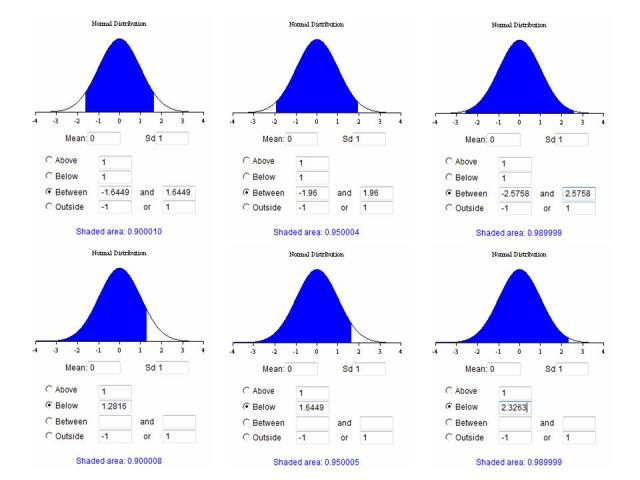 Normal Distribution
-4 -3 -2 -1 0 1 2 3 4
Mean: 0 Sd 1
Above 1
Below 1
Between -1.6449 and 1.6449
Outside -1 or 1
Shaded area: 0.900010
Normal Distribution
-4 -3 -2 -1 0 1 2 3 4
Mean: 0 Sd 1
Above 1
Below 1
Between -1.96 and 1.96
Outside -1 or 1
Shaded area: 0.950004
Normal Distribution
-4 -3 -2 -1 0 1 2 3 4
Mean: 0 Sd 1
Above 1
Below 1
Between -2.5758 and 2.5758
Outside -1 or 1
Shaded area: 0.989999
Normal Distribution
-4 -3 -2 -1 0 1 2 3 4
Mean: 0 Sd 1
Above 1
Below 1.2816
Between and
Outside -1 or 1
Shaded area: 0.900008
Normal Distribution
-4 -3 -2 -1 0 1 2 3 4
Mean: 0 Sd 1
Above 1
Below 1.6449
Between and
Outside -1 or 1
Shaded area: 0.950005
Normal Distribution
-4 -3 -2 -1 0 1 2 3 4
Mean: 0 Sd 1
Above 1
Below 2.3263
Between and
Outside -1 or 1
Shaded area: 0.989999